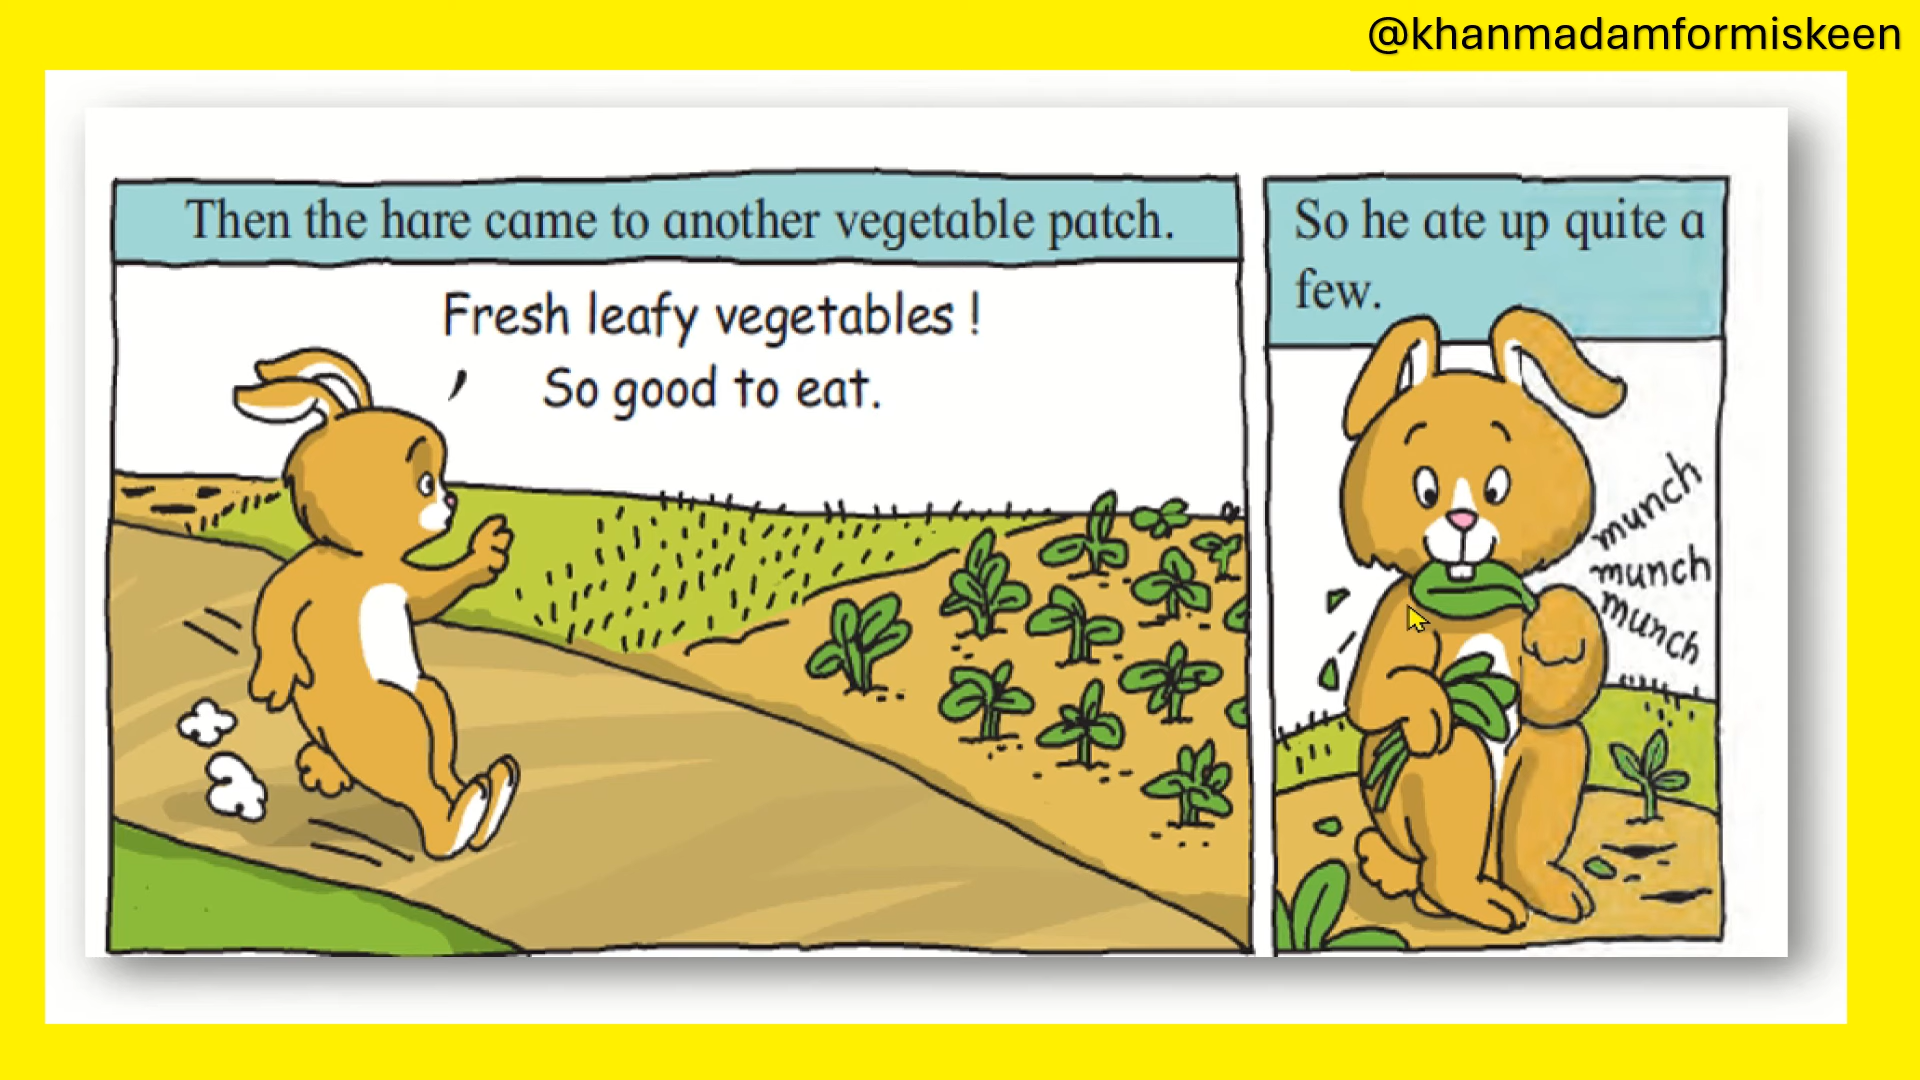 @khanmadamformiskeen
Then the hare came to another vegetable patch.
Fresh leafy vegetables !
So good to eat.
So he ate up quite a
few.
munch
munch
munch